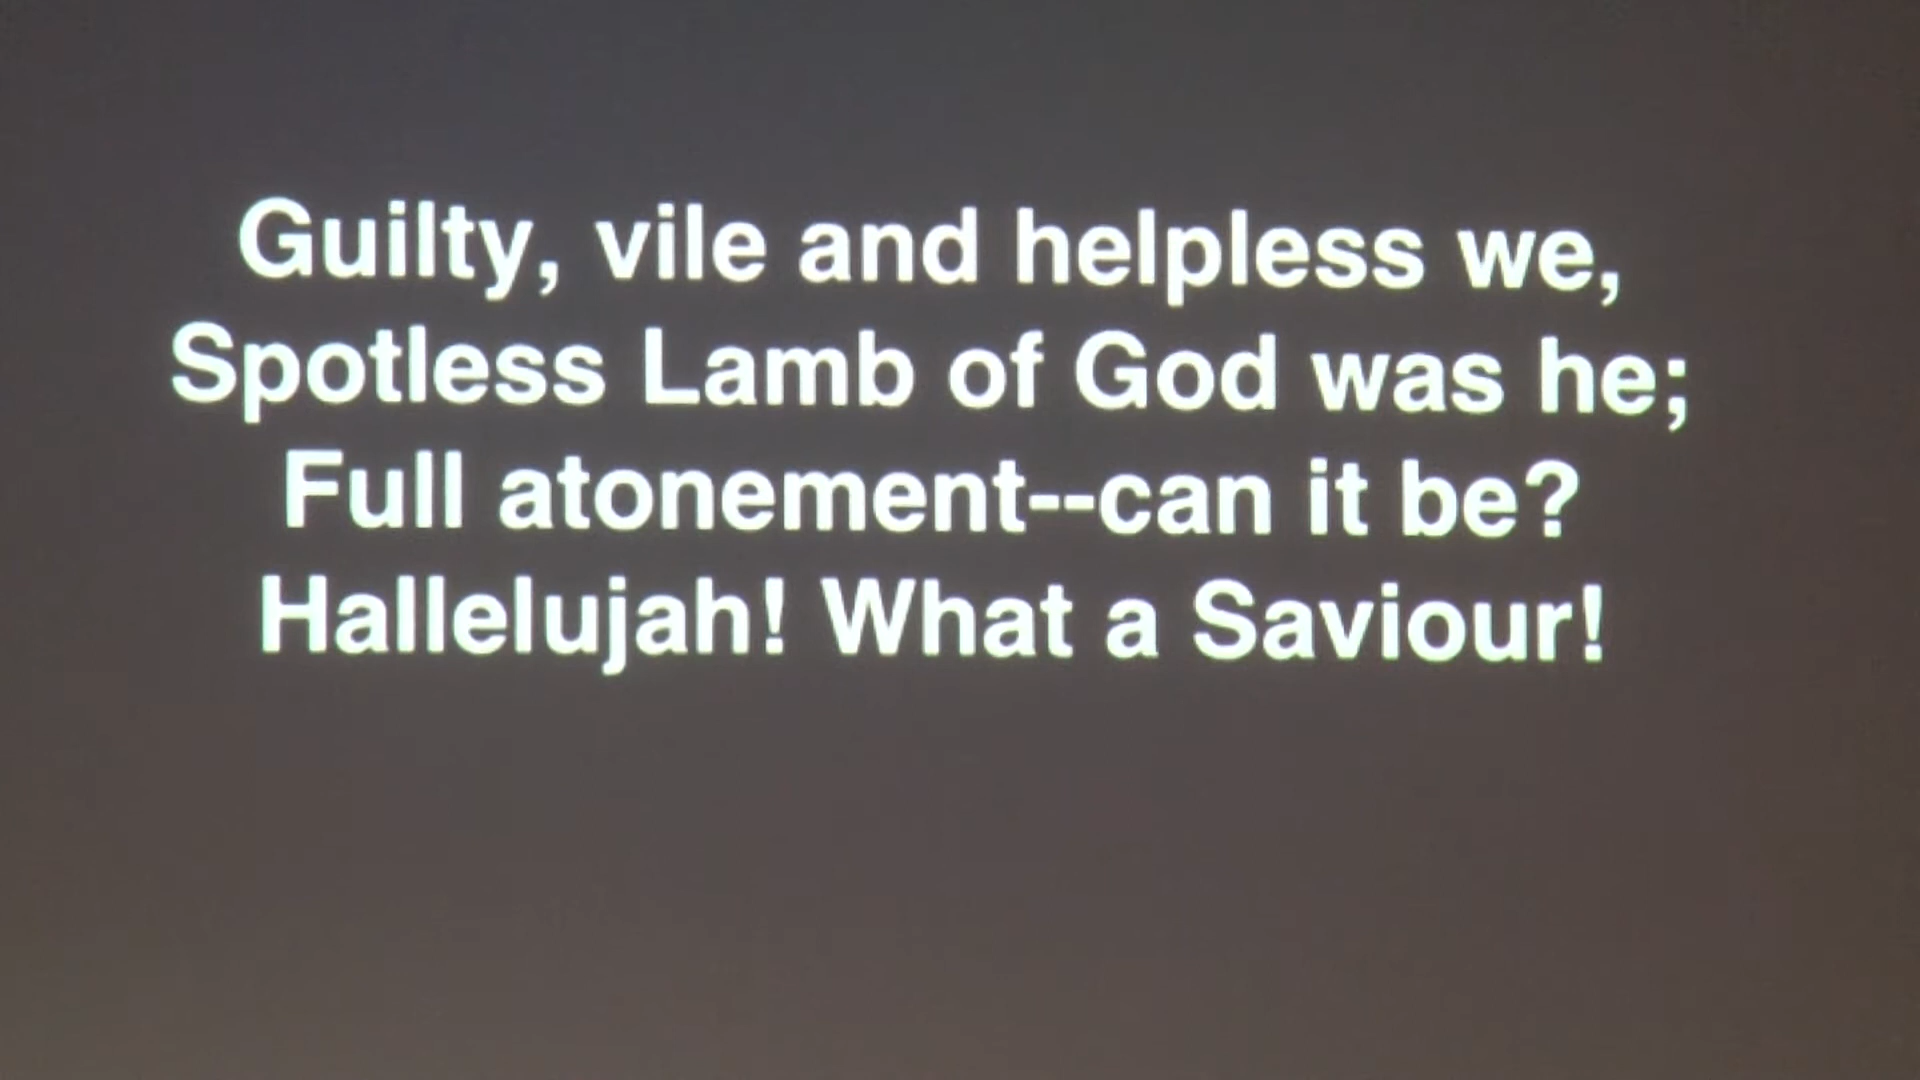 Guilty, vile and helpless we,
Spotless Lamb of God was he;
Full atonement--can it be?
Hallelujah! What a Saviour!